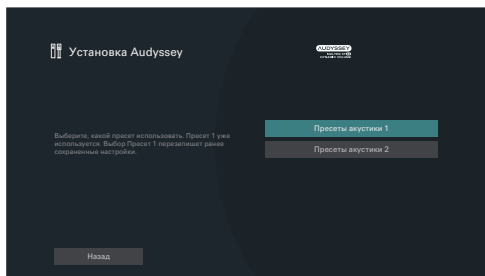 Установка Audyssey
AUDYSSEY
Выберите, какой пресет использовать. Пресет 1 уже
используется. Выбор Пресет 1 перезапишет ранее
сохраненные настройки.
Пресеты акустики 1
Пресеты акустики 2
Назад